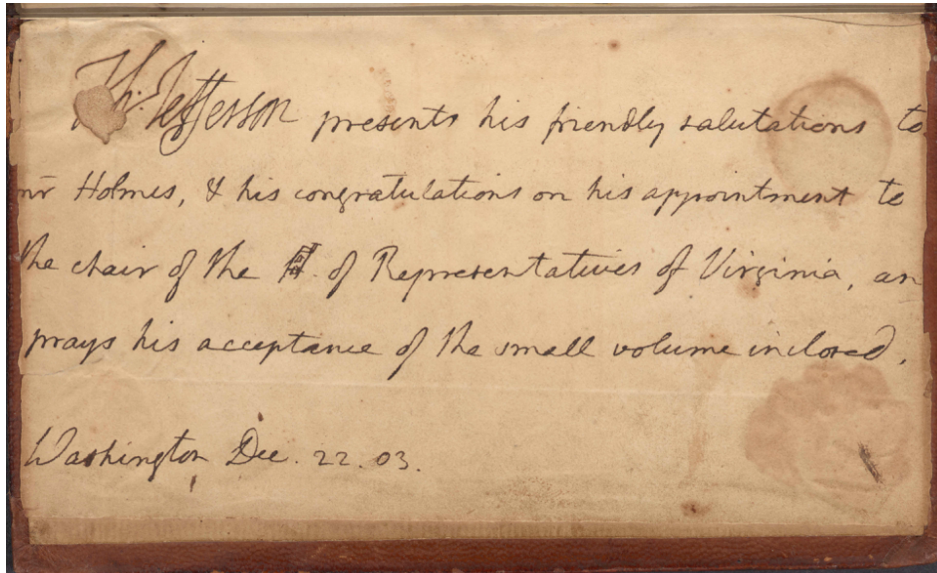 Th: Jefferson presents his friendly salutations to
mr Holmes, & his congratulations on his appointment to
the chair of the H. of Representatives of Virginia, an
prays his acceptance of the small volume inclosed.
Washington Dec. 22. 03.